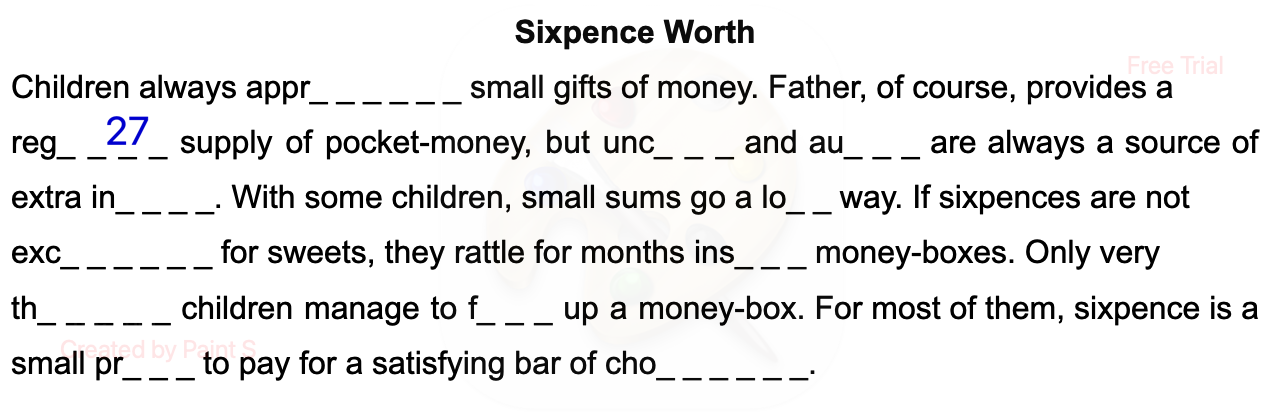 Sixpence Worth
Free Trial
Children always appr_ _ _ _ _ _ small gifts of money. Father, of course, provides a
reg_ _ _ _ 27 supply of pocket-money, but unc_ _ _ and au_ _ _ are always a source of
extra in_ _ _ _. With some children, small sums go a lo_ _ way. If sixpences are not
exc_ _ _ _ _ _ for sweets, they rattle for months ins_ _ _ money-boxes. Only very
th_ _ _ _ _ children manage to f_ _ _ up a money-box. For most of them, sixpence is a
Created by Paint S
small pr_ _ _ to pay for a satisfying bar of cho_ _ _ _ _ _.